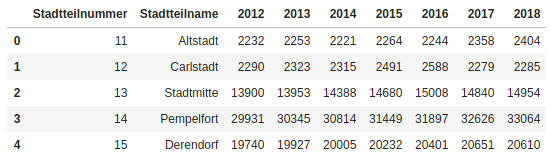 Stadtteilnummer Stadtteilname 2012 2013 2014 2015 2016 2017 2018
0 11 Altstadt 2232 2253 2221 2264 2244 2358 2404
1 12 Carlstadt 2290 2323 2315 2491 2588 2279 2285
2 13 Stadtmitte 13900 13953 14388 14680 15008 14840 14954
3 14 Pempelfort 29931 30345 30814 31449 31897 32626 33064
4 15 Derendorf 19740 19927 20005 20232 20401 20651 20610